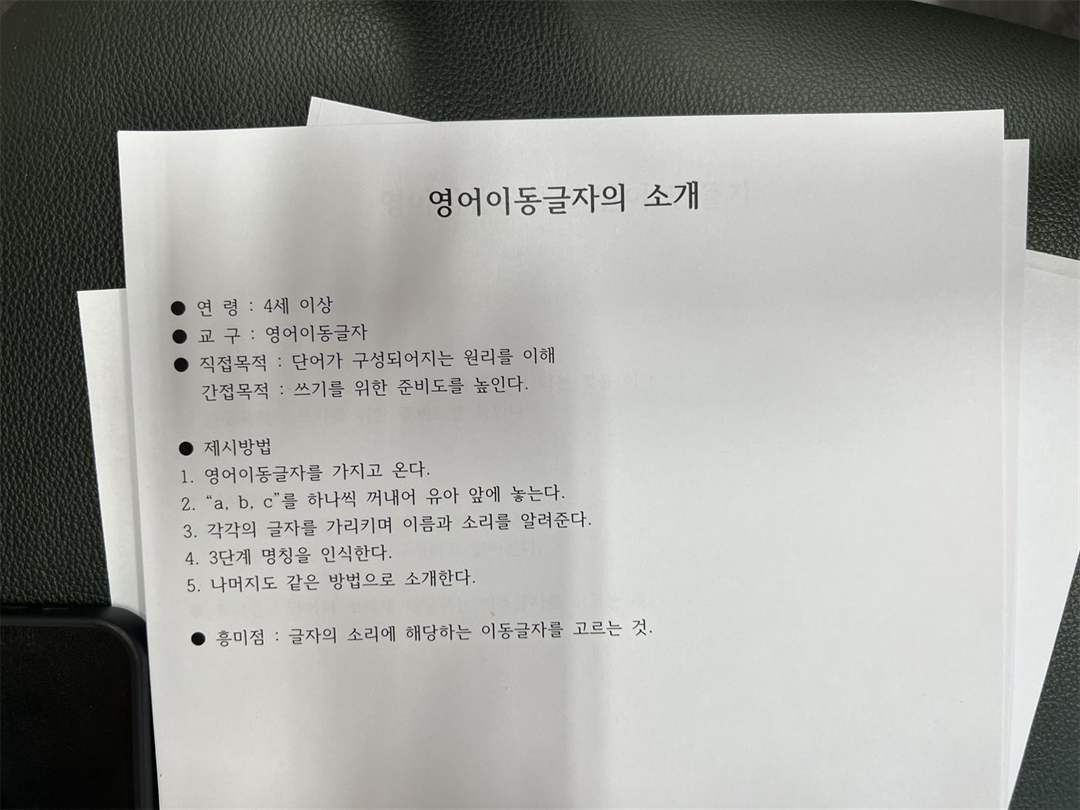 영어이동글자의 소개
● 연 령 : 4세 이상
● 교 구 : 영어이동글자
● 직접목적 : 단어가 구성되어지는 원리를 이해
간접목적 : 쓰기를 위한 준비도를 높인다.
● 제시방법
1. 영어이동글자를 가지고 온다.
2. “a, b, c”를 하나씩 꺼내어 유아 앞에 놓는다.
3. 각각의 글자를 가리키며 이름과 소리를 알려준다.
4. 3단계 명칭을 인식한다.
5. 나머지도 같은 방법으로 소개한다.
● 흥미점 : 글자의 소리에 해당하는 이동글자를 고르는 것.